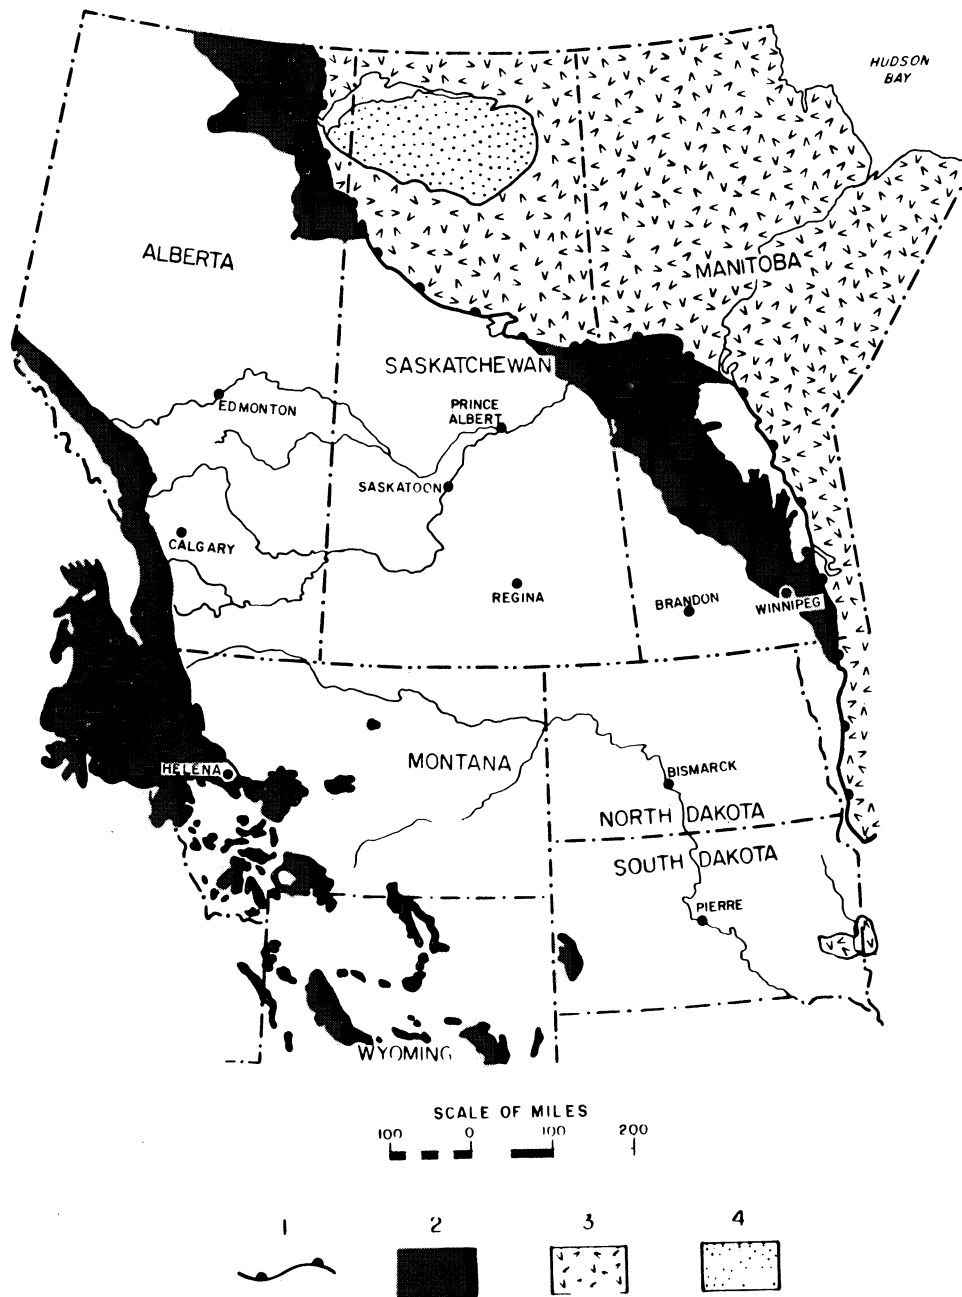 HUDSON
BAY
ALBERTA
MANITOBA
SASKATCHEWAN
EDMONTON
PRINCE
ALBERT
SASKATOON
CALGARY
REGINA
BRANDON
WINNIPEG
HELENA
MONTANA
BISMARCK
NORTH DAKOTA
SOUTH DAKOTA
PIERRE
WYOMING
SCALE OF MILES
100 0 100 200
1 2 3 4